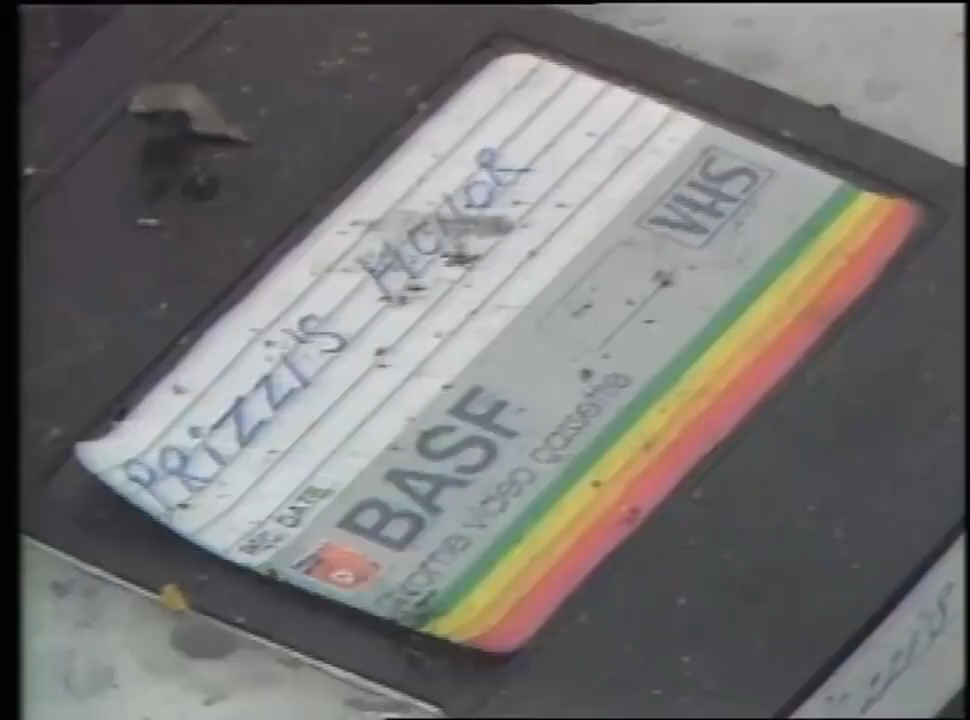 PRIZZI'S HONOR
REC. DATE
VHS
BASF
chrome video cassette